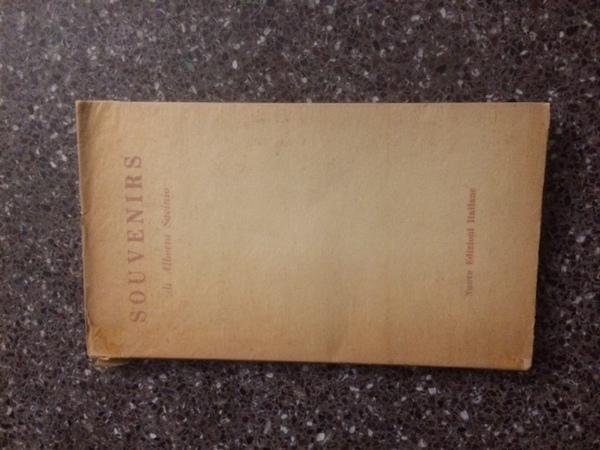 SOUVENIRS
di Alberto Savinio
Nuove Edizioni Italiane